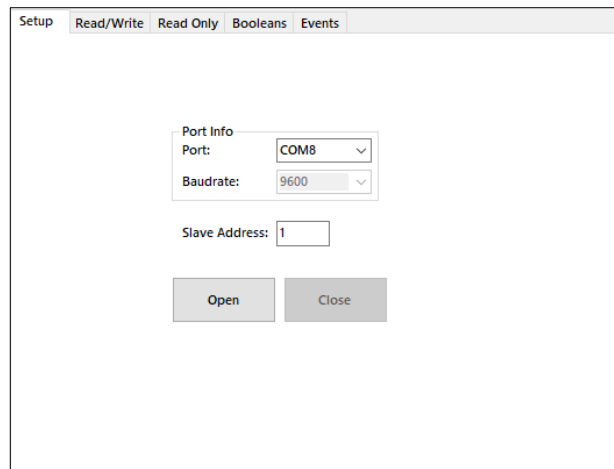 Setup Read/Write Read Only Booleans Events
Port Info
Port: COM8
Baudrate: 9600
Slave Address: 1
Open Close